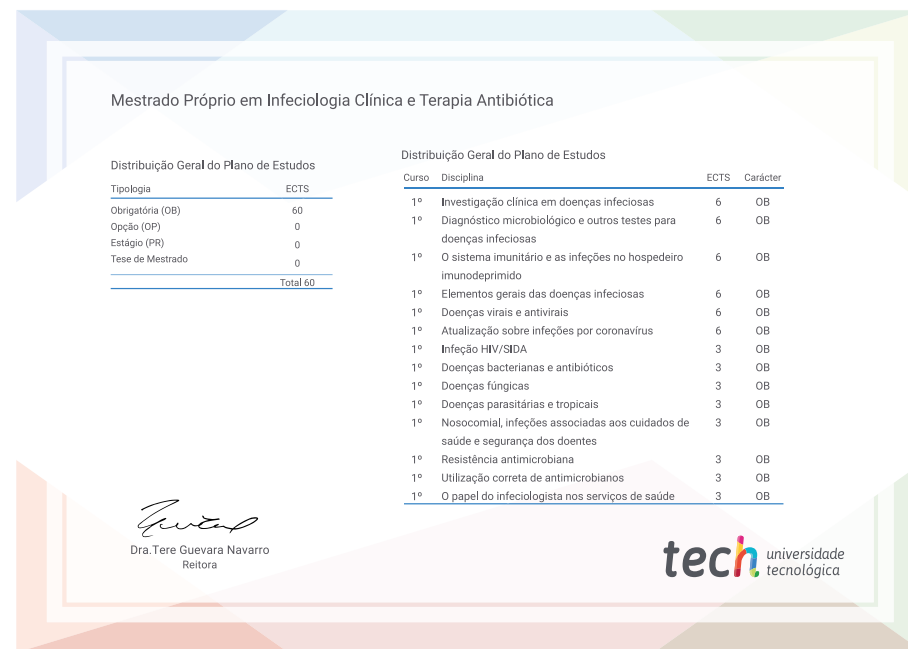 Mestrado Próprio em Infeciologia Clínica e Terapia Antibiótica
Distribuição Geral do Plano de Estudos
Tipologia ECTS
Obrigatória (OB) 60
Opção (OP) 0
Estágio (PR) 0
Tese de Mestrado 0
Total 60
Distribuição Geral do Plano de Estudos
Curso Disciplina ECTS Carácter
1º Investigação clínica em doenças infeciosas 6 OB
1º Diagnóstico microbiológico e outros testes para 6 OB
doenças infeciosas
1º O sistema imunitário e as infeções no hospedeiro 6 OB
imunodeprimido
1º Elementos gerais das doenças infeciosas 6 OB
1º Doenças virais e antivirais 6 OB
1º Atualização sobre infeções por coronavírus 6 OB
1º Infeção HIV/SIDA 3 OB
1º Doenças bacterianas e antibióticos 3 OB
1º Doenças fúngicas 3 OB
1º Doenças parasitárias e tropicais 3 OB
1º Nosocomial, infeções associadas aos cuidados de 3 OB
saúde e segurança dos doentes
1º Resistência antimicrobiana 3 OB
1º Utilização correta de antimicrobianos 3 OB
1º O papel do infeciologista nos serviços de saúde 3 OB
Dra.Tere Guevara Navarro
Reitora
tech universidade
tecnológica